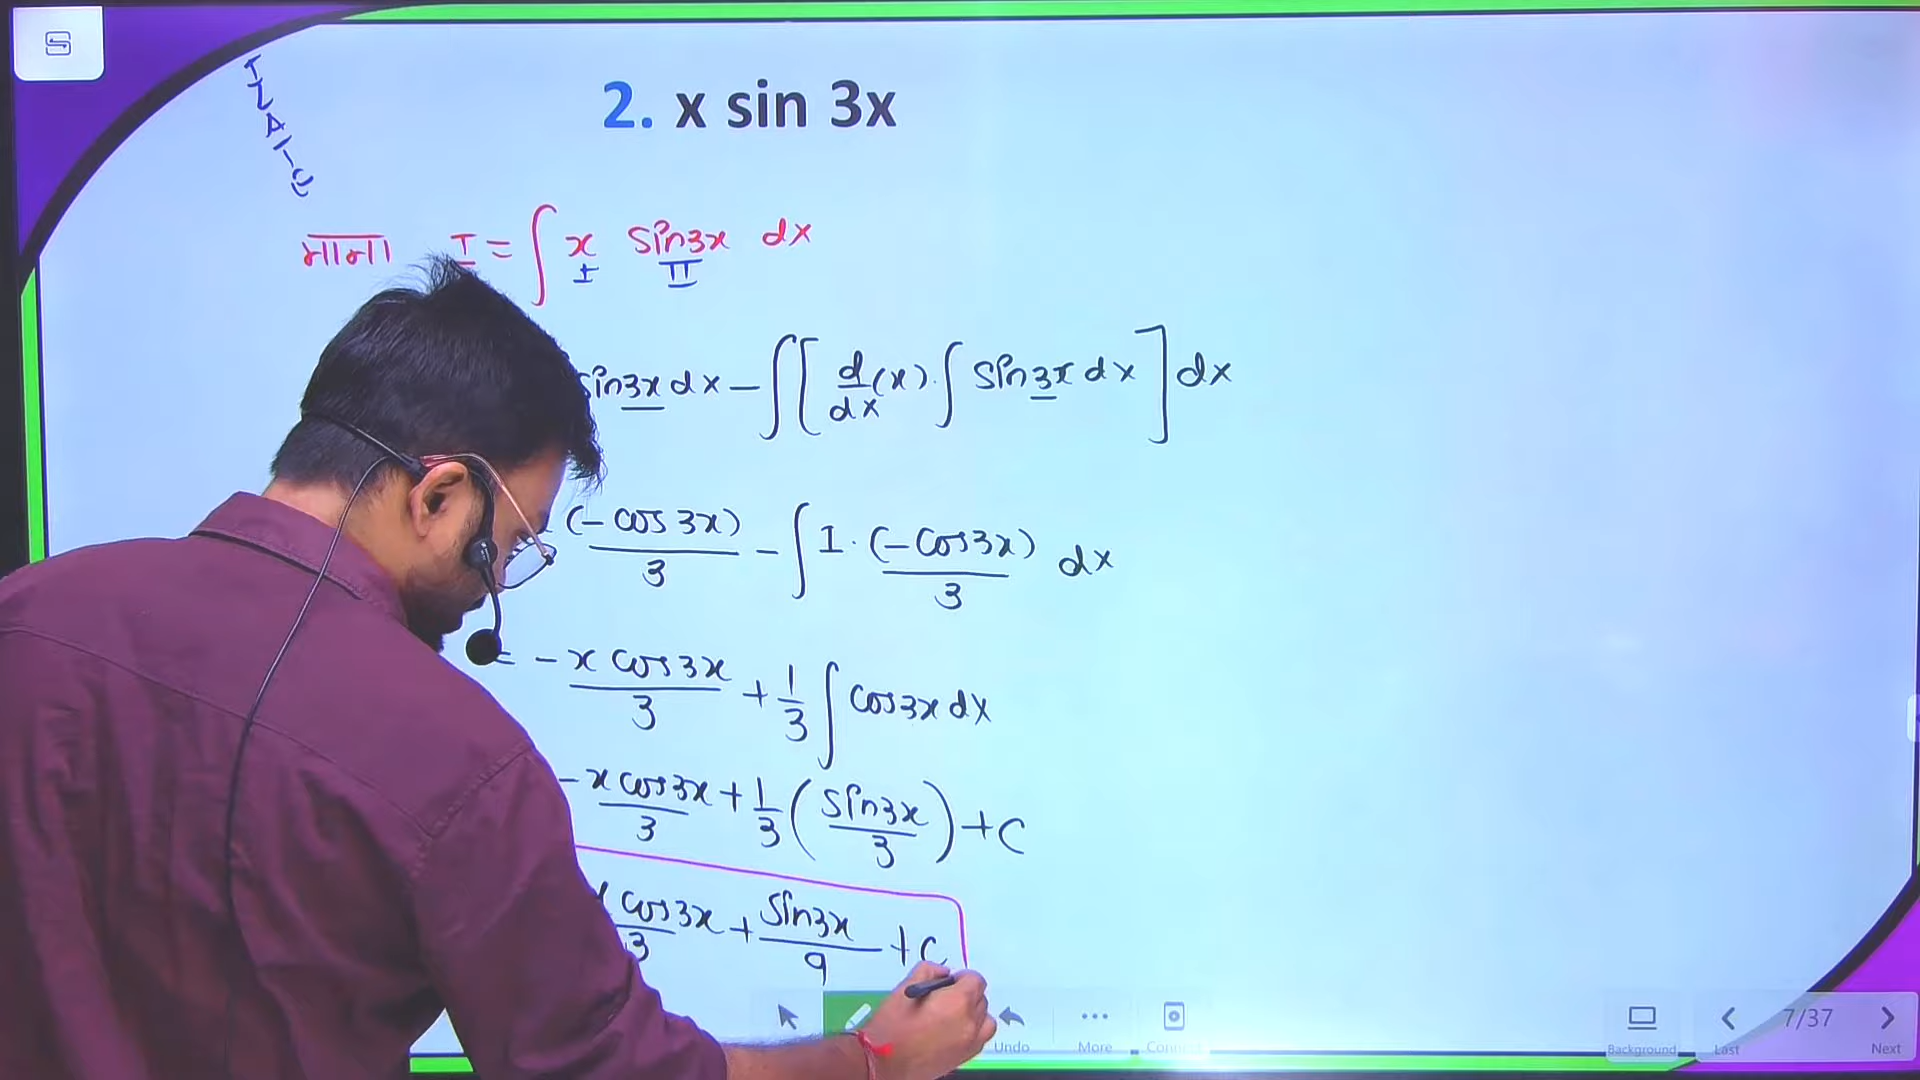 2. x sin 3x
I
L
A
T
E
माना I = ∫ x sin3x dx
I II
sin3x dx − ∫ [ d/dx (x). ∫ sin3x dx ] dx
(−cos 3x)/3 − ∫ I · (−cos3x)/3 dx
= −x cos3x/3 + 1/3 ∫ cos3x dx
−x cos3x/3 + 1/3 (sin3x/3) + C
cos3x/3 + sin3x/9 + C
Undo
More
Background
Last
7/37
Next